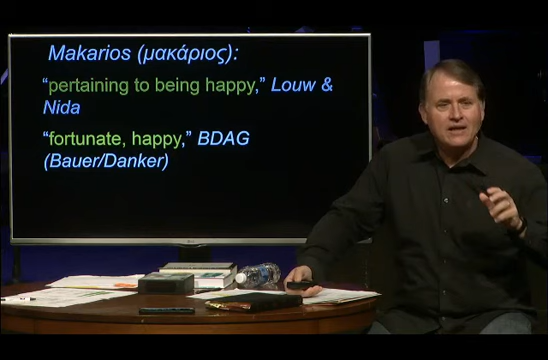 Makarios (μακάριος):
“pertaining to being happy,” Louw &
Nida
“fortunate, happy,” BDAG
(Bauer/Danker)